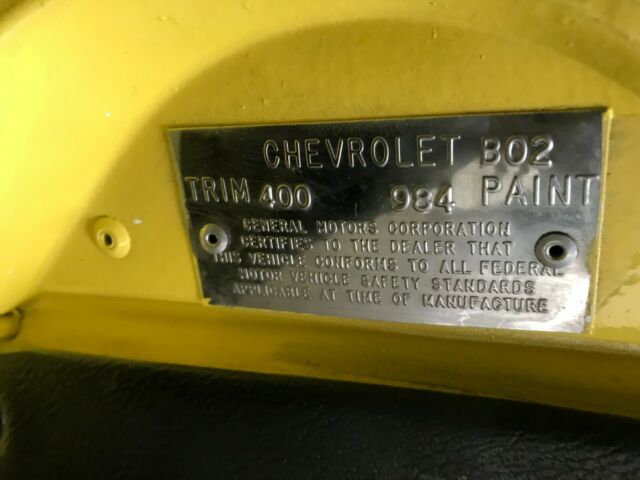 CHEVROLET B02
TRIM 400 984 PAINT
GENERAL MOTORS CORPORATION
CERTIFIES TO THE DEALER THAT
THIS VEHICLE CONFORMS TO ALL FEDERAL
MOTOR VEHICLE SAFETY STANDARDS
APPLICABLE AT TIME OF MANUFACTURE